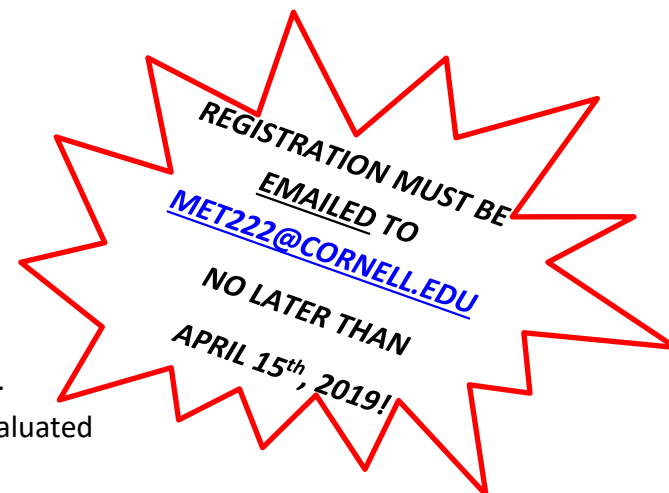 REGISTRATION MUST BE
EMAILED TO
MET222@CORNELL.EDU
NO LATER THAN
APRIL 15th, 2019!
.
aluated